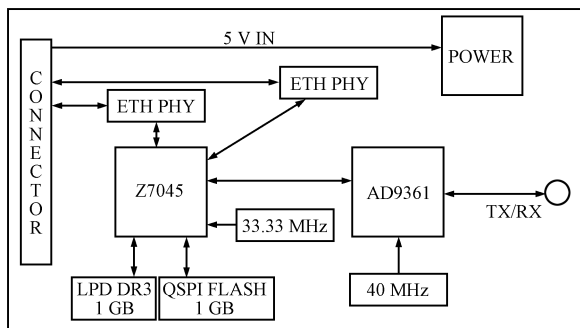 5 V IN
POWER
CONNECTOR
ETH PHY
ETH PHY
Z7045
AD9361
TX/RX
33.33 MHz
LPD DR3
1 GB
QSPI FLASH
1 GB
40 MHz